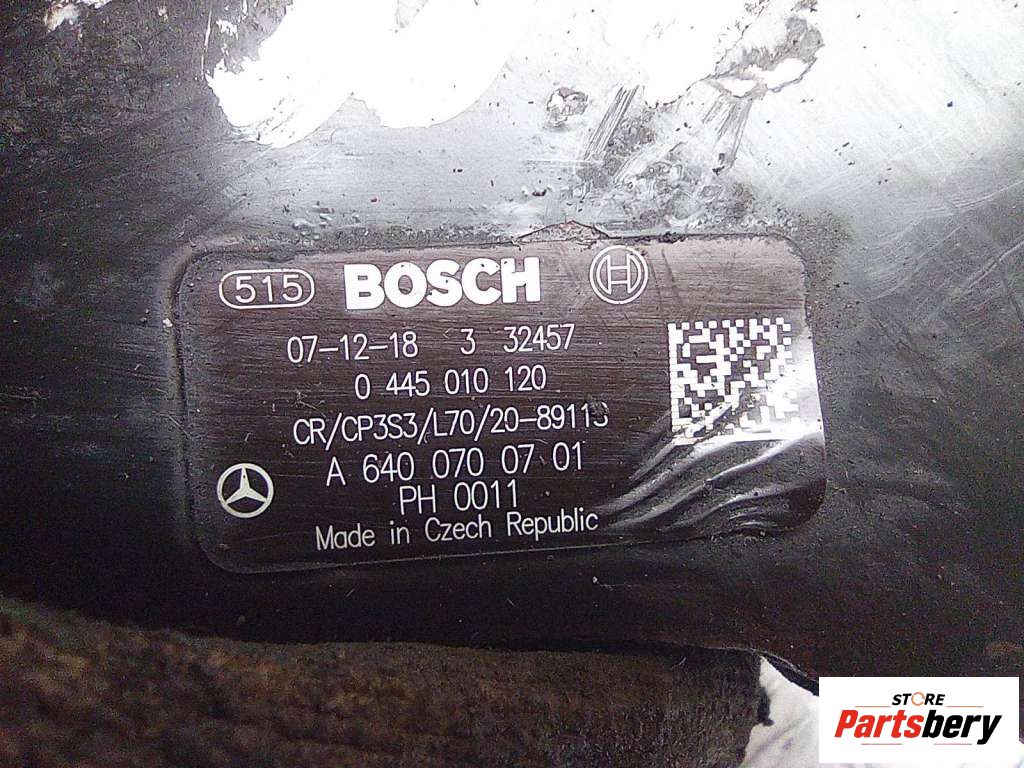 515 BOSCH H
07-12-18 3 32457
0 445 010 120
CR/CP3S3/L70/20-8911S
A 640 070 07 01
PH 0011
Made in Czech Republic
STORE
Partsbery